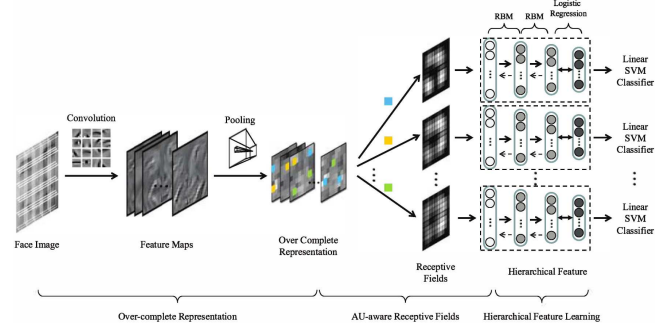 Logistic
Regression
RBM
RBM
Linear
SVM
Classifier
Convolution
Pooling
Linear
SVM
Classifier
Linear
SVM
Classifier
Face Image
Feature Maps
Over Complete
Representation
Receptive
Fields
Hierarchical Feature
Over-complete Representation
AU-aware Receptive Fields
Hierarchical Feature Learning